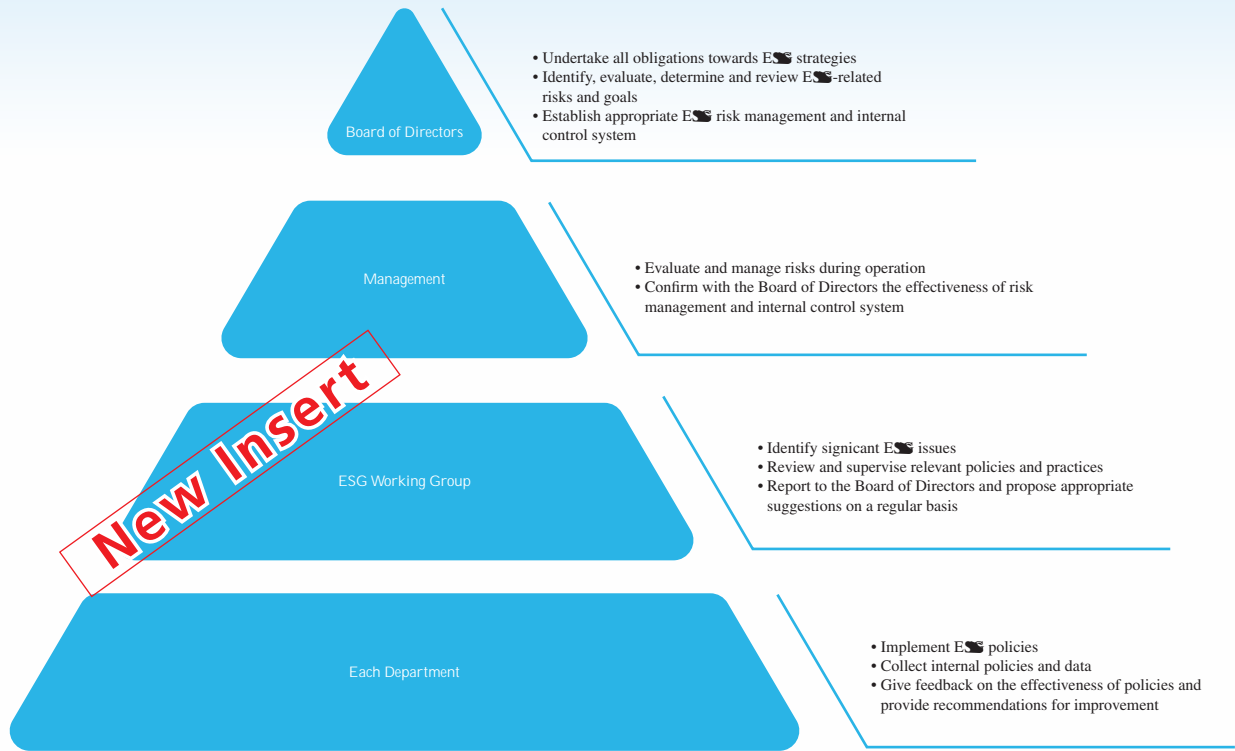 Board of Directors
• Undertake all obligations towards ESG strategies
• Identify, evaluate, determine and review ESG-related
risks and goals
• Establish appropriate ESG risk management and internal
control system
Management
• Evaluate and manage risks during operation
• Confirm with the Board of Directors the effectiveness of risk
management and internal control system
New Insert
ESG Working Group
• Identify signicant ESG issues
• Review and supervise relevant policies and practices
• Report to the Board of Directors and propose appropriate
suggestions on a regular basis
Each Department
• Implement ESG policies
• Collect internal policies and data
• Give feedback on the effectiveness of policies and
provide recommendations for improvement